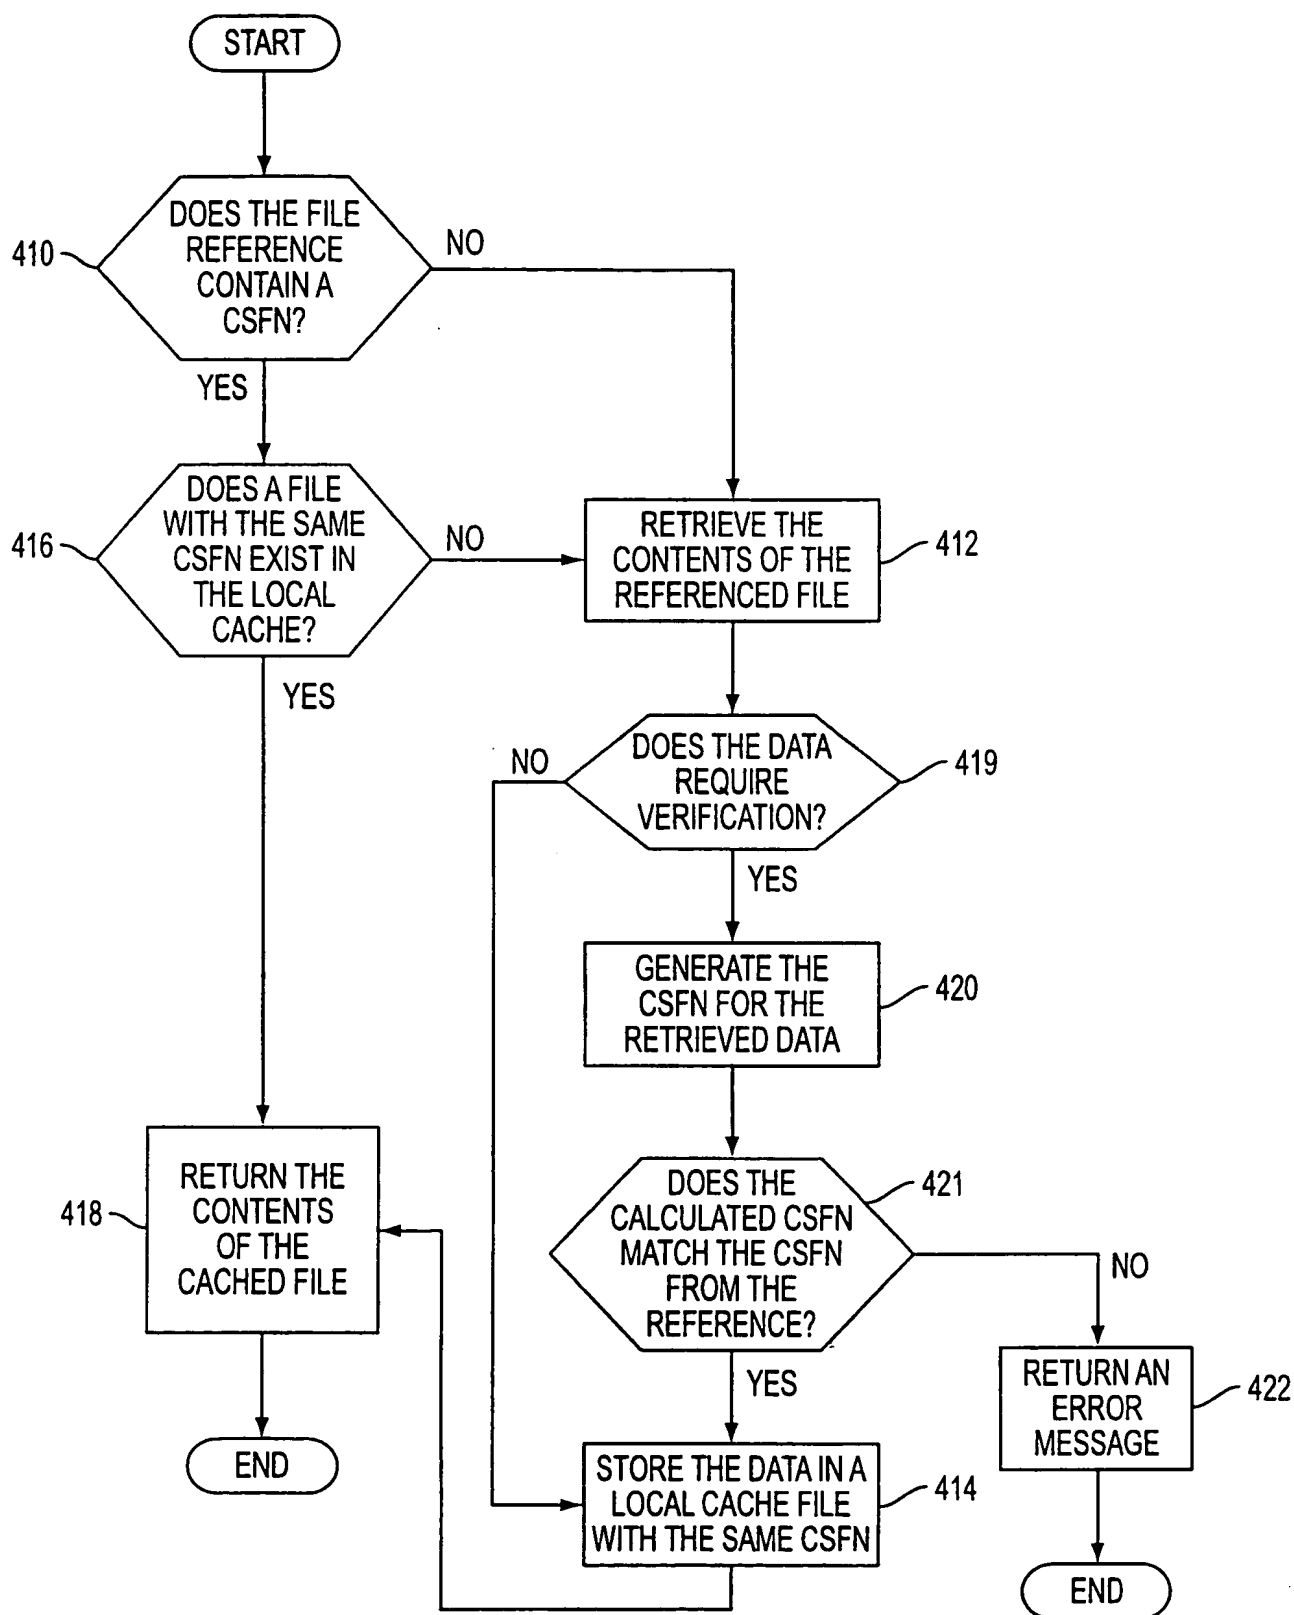 START
DOES THE FILE
REFERENCE
CONTAIN A
CSFN?
410
NO
YES
DOES A FILE
WITH THE SAME
CSFN EXIST IN
THE LOCAL
CACHE?
416
NO
YES
RETRIEVE THE
CONTENTS OF THE
REFERENCED FILE
412
DOES THE DATA
REQUIRE
VERIFICATION?
419
NO
YES
GENERATE THE
CSFN FOR THE
RETRIEVED DATA
420
DOES THE
CALCULATED CSFN
MATCH THE CSFN
FROM THE
REFERENCE?
421
NO
YES
RETURN THE
CONTENTS
OF THE
CACHED FILE
418
END
STORE THE DATA IN A
LOCAL CACHE FILE
WITH THE SAME CSFN
414
RETURN AN
ERROR
MESSAGE
422
END